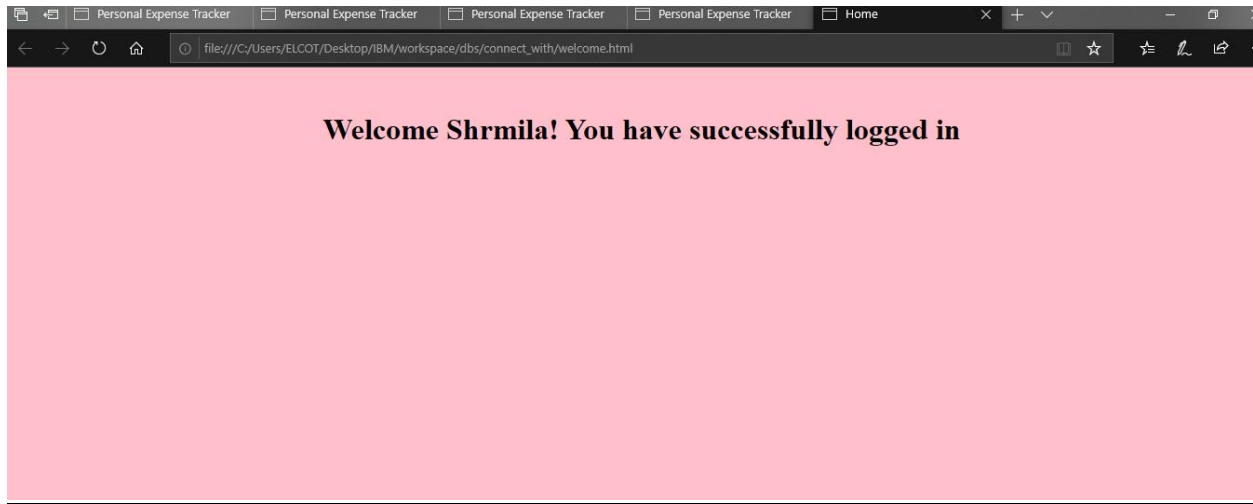 Personal Expense Tracker Personal Expense Tracker Personal Expense Tracker Personal Expense Tracker Home
file:///C:/Users/ELCOT/Desktop/IBM/workspace/dbs/connect_with/welcome.html
Welcome Shrmila! You have successfully logged in